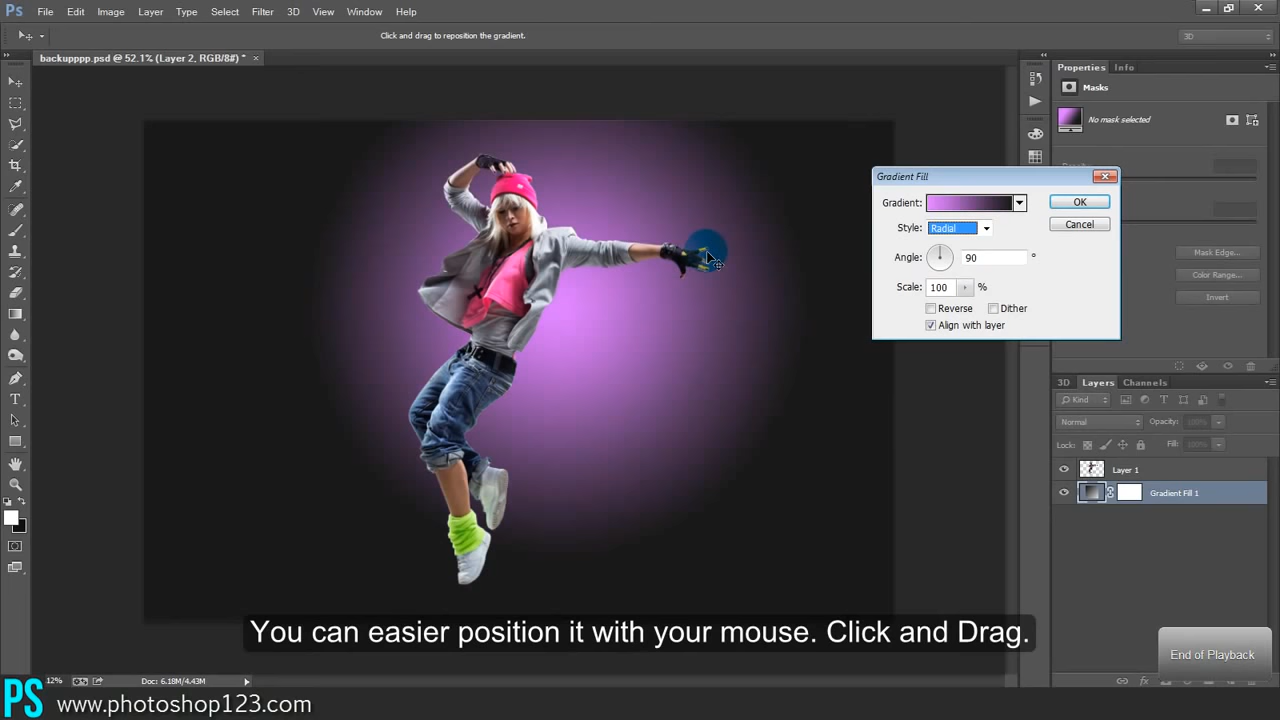 Ps File Edit Image Layer Type Select Filter 3D View Window Help
Click and drag to reposition the gradient.
3D
backupppp.psd @ 52.1% (Layer 2, RGB/8#) * ×
Properties Info
Masks
No mask selected
Gradient Fill
Gradient:
OK
Style: Radial
Cancel
Angle: 90 °
Scale: 100 %
Reverse Dither
Align with layer
Mask Edge...
Color Range...
Invert
3D Layers Channels
Kind
Normal Opacity: 100%
Lock: Fill: 100%
Layer 1
Gradient Fill 1
You can easier position it with your mouse. Click and Drag.
End of Playback
12% Doc: 6.18M/4.43M
PS www.photoshop123.com